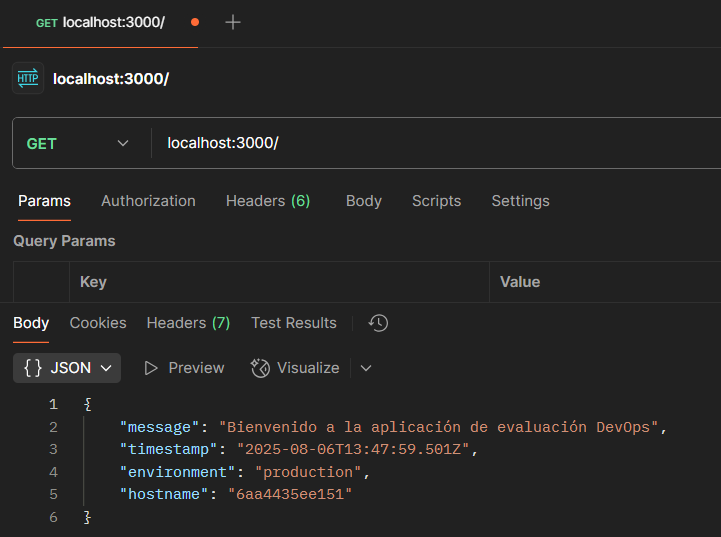 GET localhost:3000/
HTTP localhost:3000/
GET localhost:3000/
Params Authorization Headers (6) Body Scripts Settings
Query Params
Key Value
Body Cookies Headers (7) Test Results
{ } JSON Preview Visualize
1 {
2 "message": "Bienvenido a la aplicación de evaluación DevOps",
3 "timestamp": "2025-08-06T13:47:59.501Z",
4 "environment": "production",
5 "hostname": "6aa4435ee151"
6 }